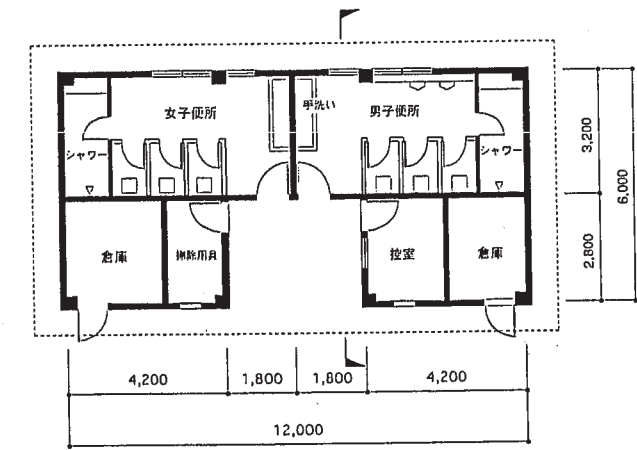 女子便所
手洗い
男子便所
シャワー
シャワー
倉庫
掃除用具
控室
倉庫
3,200
2,800
6,000
4,200
1,800
1,800
4,200
12,000